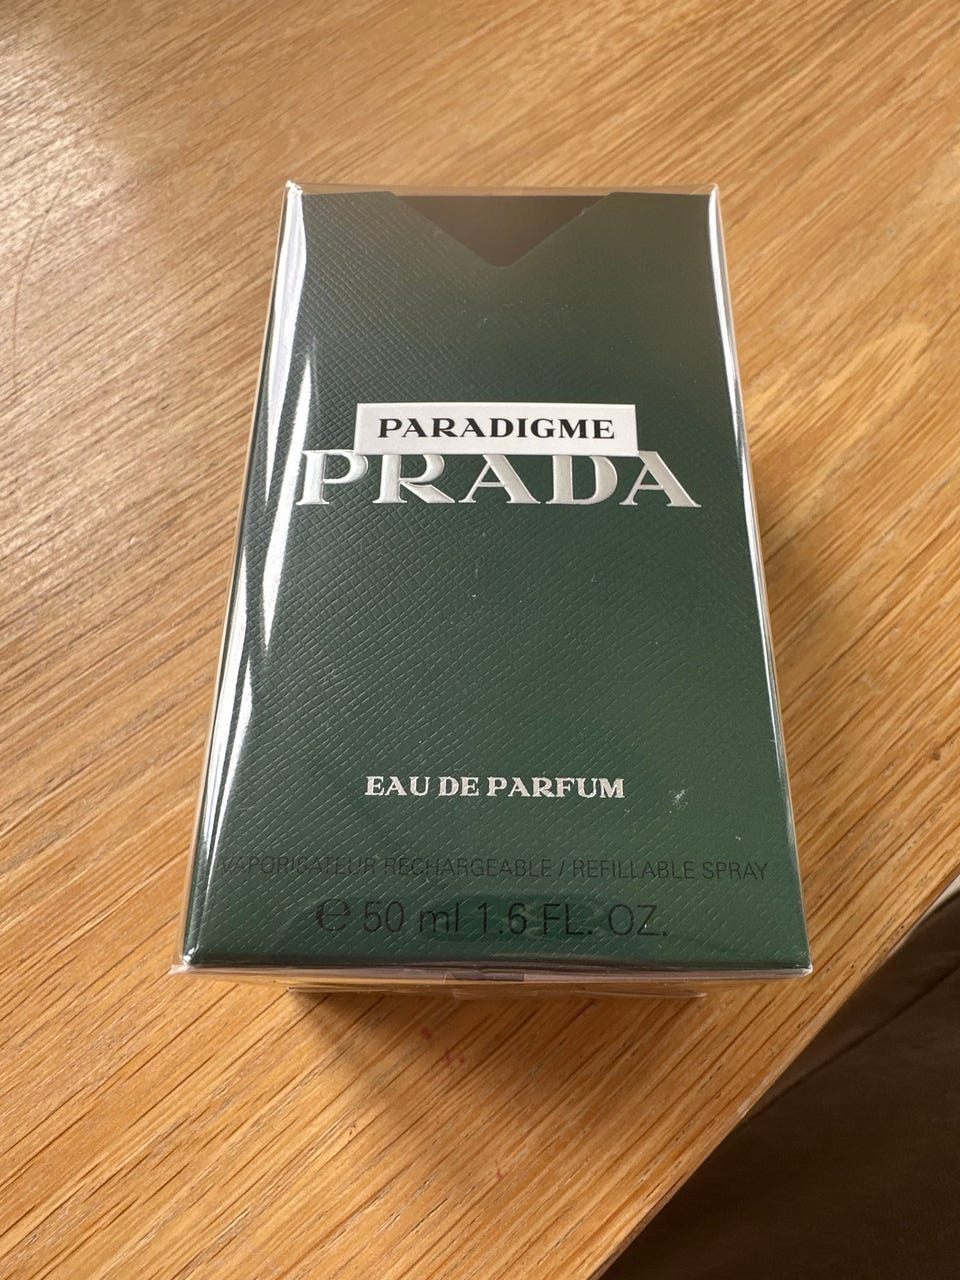 PARADIGME
PRADA
EAU DE PARFUM
VAPORISATEUR RECHARGEABLE / REFILLABLE SPRAY
℮ 50 ml 1.6 FL. OZ.